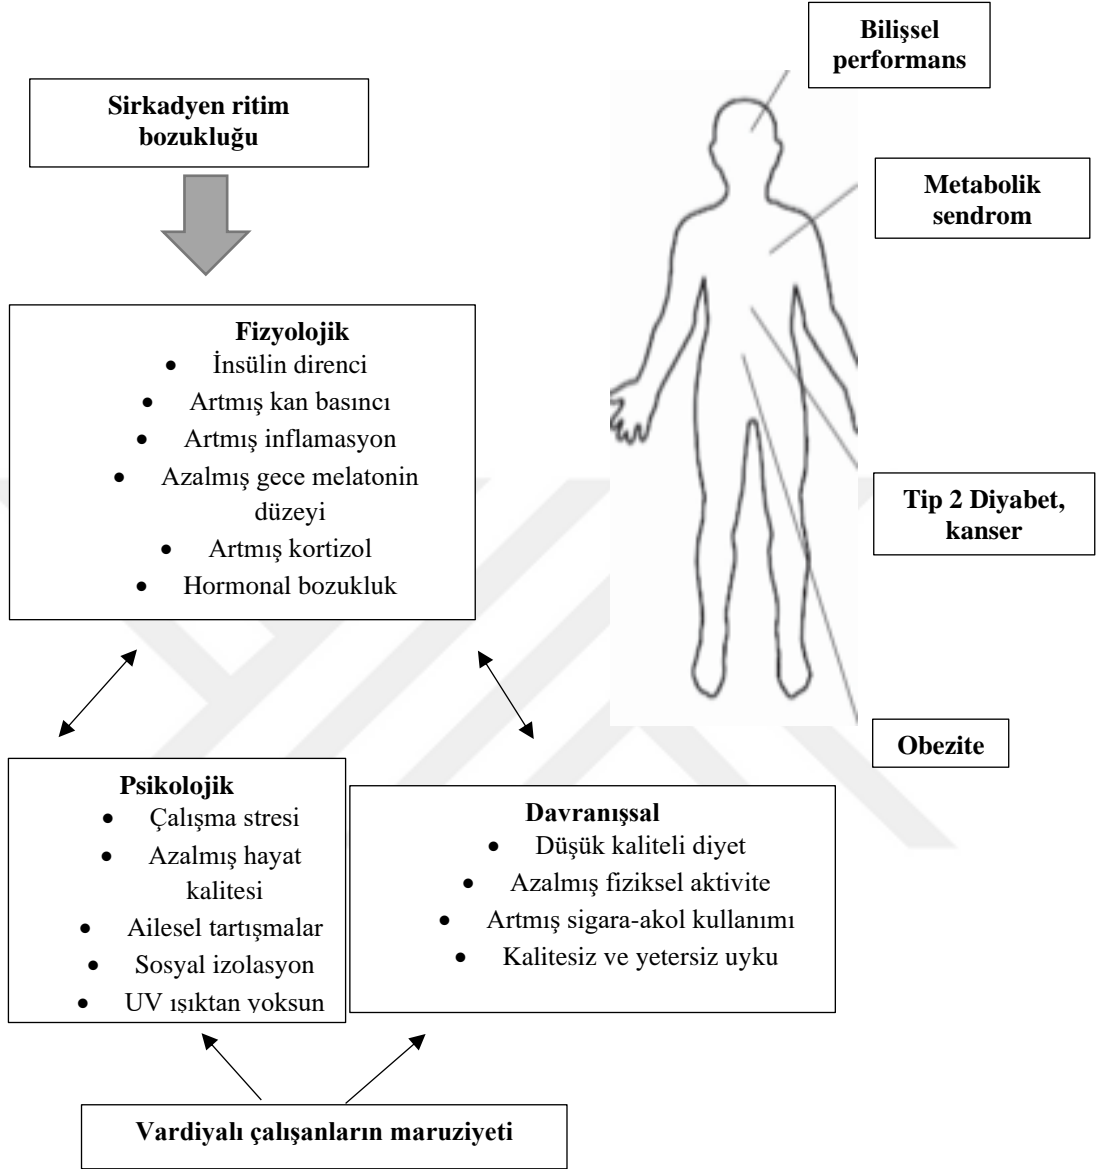 Bilişsel
performans
Sirkadyen ritim
bozukluğu
Metabolik
sendrom
Fizyolojik
• İnsülin direnci
• Artmış kan basıncı
• Artmış inflamasyon
• Azalmış gece melatonin
düzeyi
• Artmış kortizol
• Hormonal bozukluk
Tip 2 Diyabet,
kanser
Obezite
Psikolojik
• Çalışma stresi
• Azalmış hayat
kalitesi
• Ailesel tartışmalar
• Sosyal izolasyon
• UV ışıktan yoksun
Davranışsal
• Düşük kaliteli diyet
• Azalmış fiziksel aktivite
• Artmış sigara-akol kullanımı
• Kalitesiz ve yetersiz uyku
Vardiyalı çalışanların maruziyeti